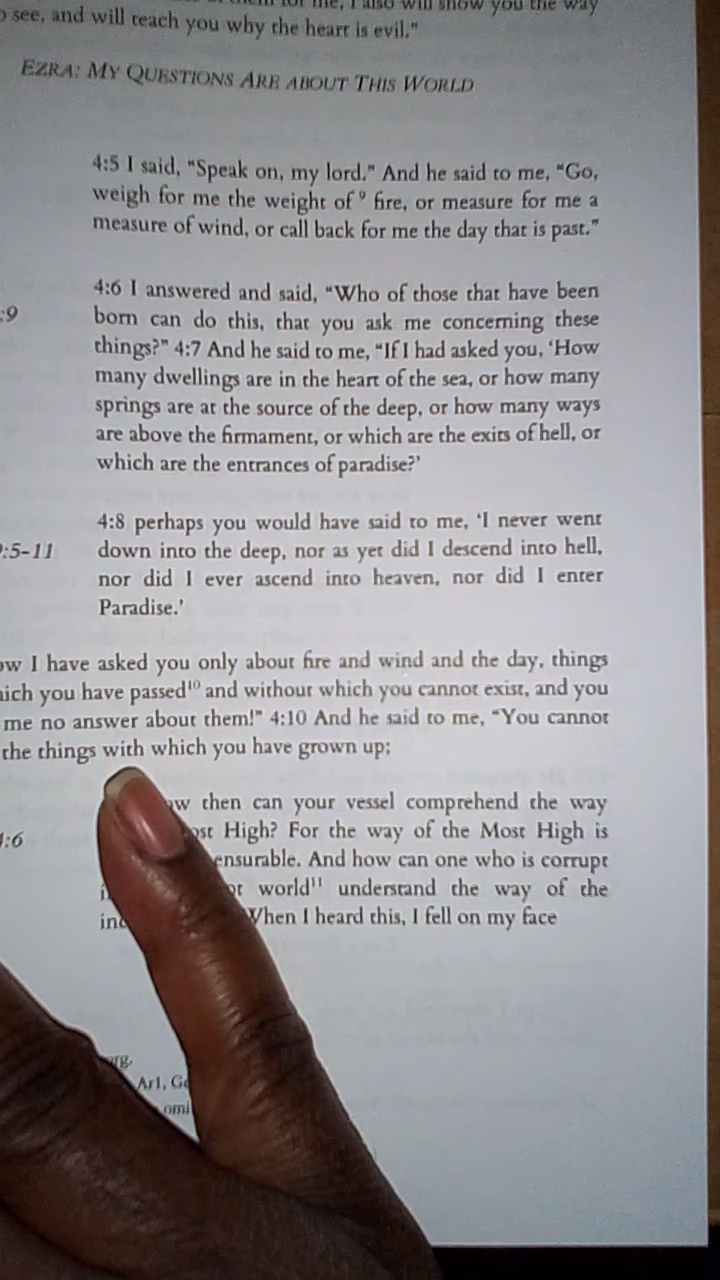 me, I also will show you the way
see, and will teach you why the heart is evil."
EZRA: MY QUESTIONS ARE ABOUT THIS WORLD
4:5 I said, "Speak on, my lord." And he said to me, "Go,
weigh for me the weight of ⁹ fire, or measure for me a
measure of wind, or call back for me the day that is past."
4:6 I answered and said, "Who of those that have been
:9
born can do this, that you ask me concerning these
things?" 4:7 And he said to me, "If I had asked you, 'How
many dwellings are in the heart of the sea, or how many
springs are at the source of the deep, or how many ways
are above the firmament, or which are the exits of hell, or
which are the entrances of paradise?'
4:8 perhaps you would have said to me, 'I never went
:5-11
down into the deep, nor as yet did I descend into hell,
nor did I ever ascend into heaven, nor did I enter
Paradise.'
I have asked you only about fire and wind and the day, things
you have passed¹⁰ and without which you cannot exist, and you
me no answer about them!" 4:10 And he said to me, "You cannot
the things with which you have grown up;
then can your vessel comprehend the way
:6
High? For the way of the Most High is
And how can one who is corrupt
world¹¹ understand the way of the
When I heard this, I fell on my face